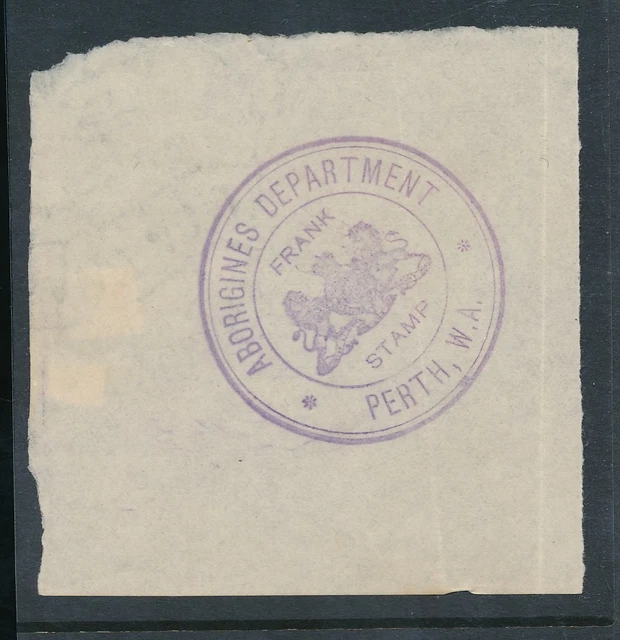 ABORIGINES DEPARTMENT
FRANK
STAMP
PERTH, W.A.